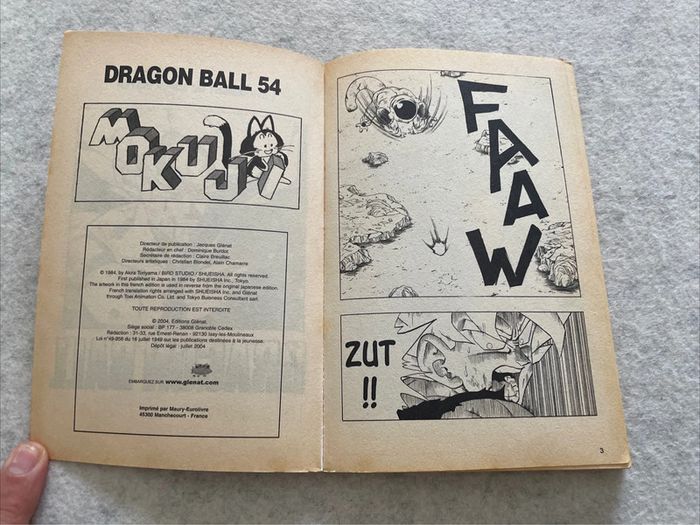 DRAGON BALL 54
MOKUJI
Directeur de publication : Jacques Glénat
Rédacteur en chef : Dominique Burdot
Secrétaire de rédaction : Claire Breuillac
Directeurs artistiques : Christian Blondel, Alain Chamarre
© 1984, by Akira Toriyama / BIRD STUDIO / SHUEISHA. All rights reserved.
First published in Japan in 1984 by SHUEISHA Inc., Tokyo.
The artwork in this french edition is used in reverse from the original japanese edition.
French translation rights arranged with SHUEISHA Inc., and Glénat
through Toei Animation Co. Ltd. and Tokyo Business Consultant sarl.
TOUTE REPRODUCTION EST INTERDITE
© 2004, Editions Glénat.
Siège social : BP 177 - 38008 Grenoble Cedex
Rédaction : 31-33, rue Ernest-Renan - 92130 Issy-les-Moulineaux
Loi n°49-956 du 16 juillet 1949 sur les publications destinées à la jeunesse.
Dépôt légal : juillet 2004
EMBARQUEZ SUR www.glenat.com
Imprimé par Maury-Eurolivre
45300 Manchecourt - France
FAAW
ZUT
!!
3